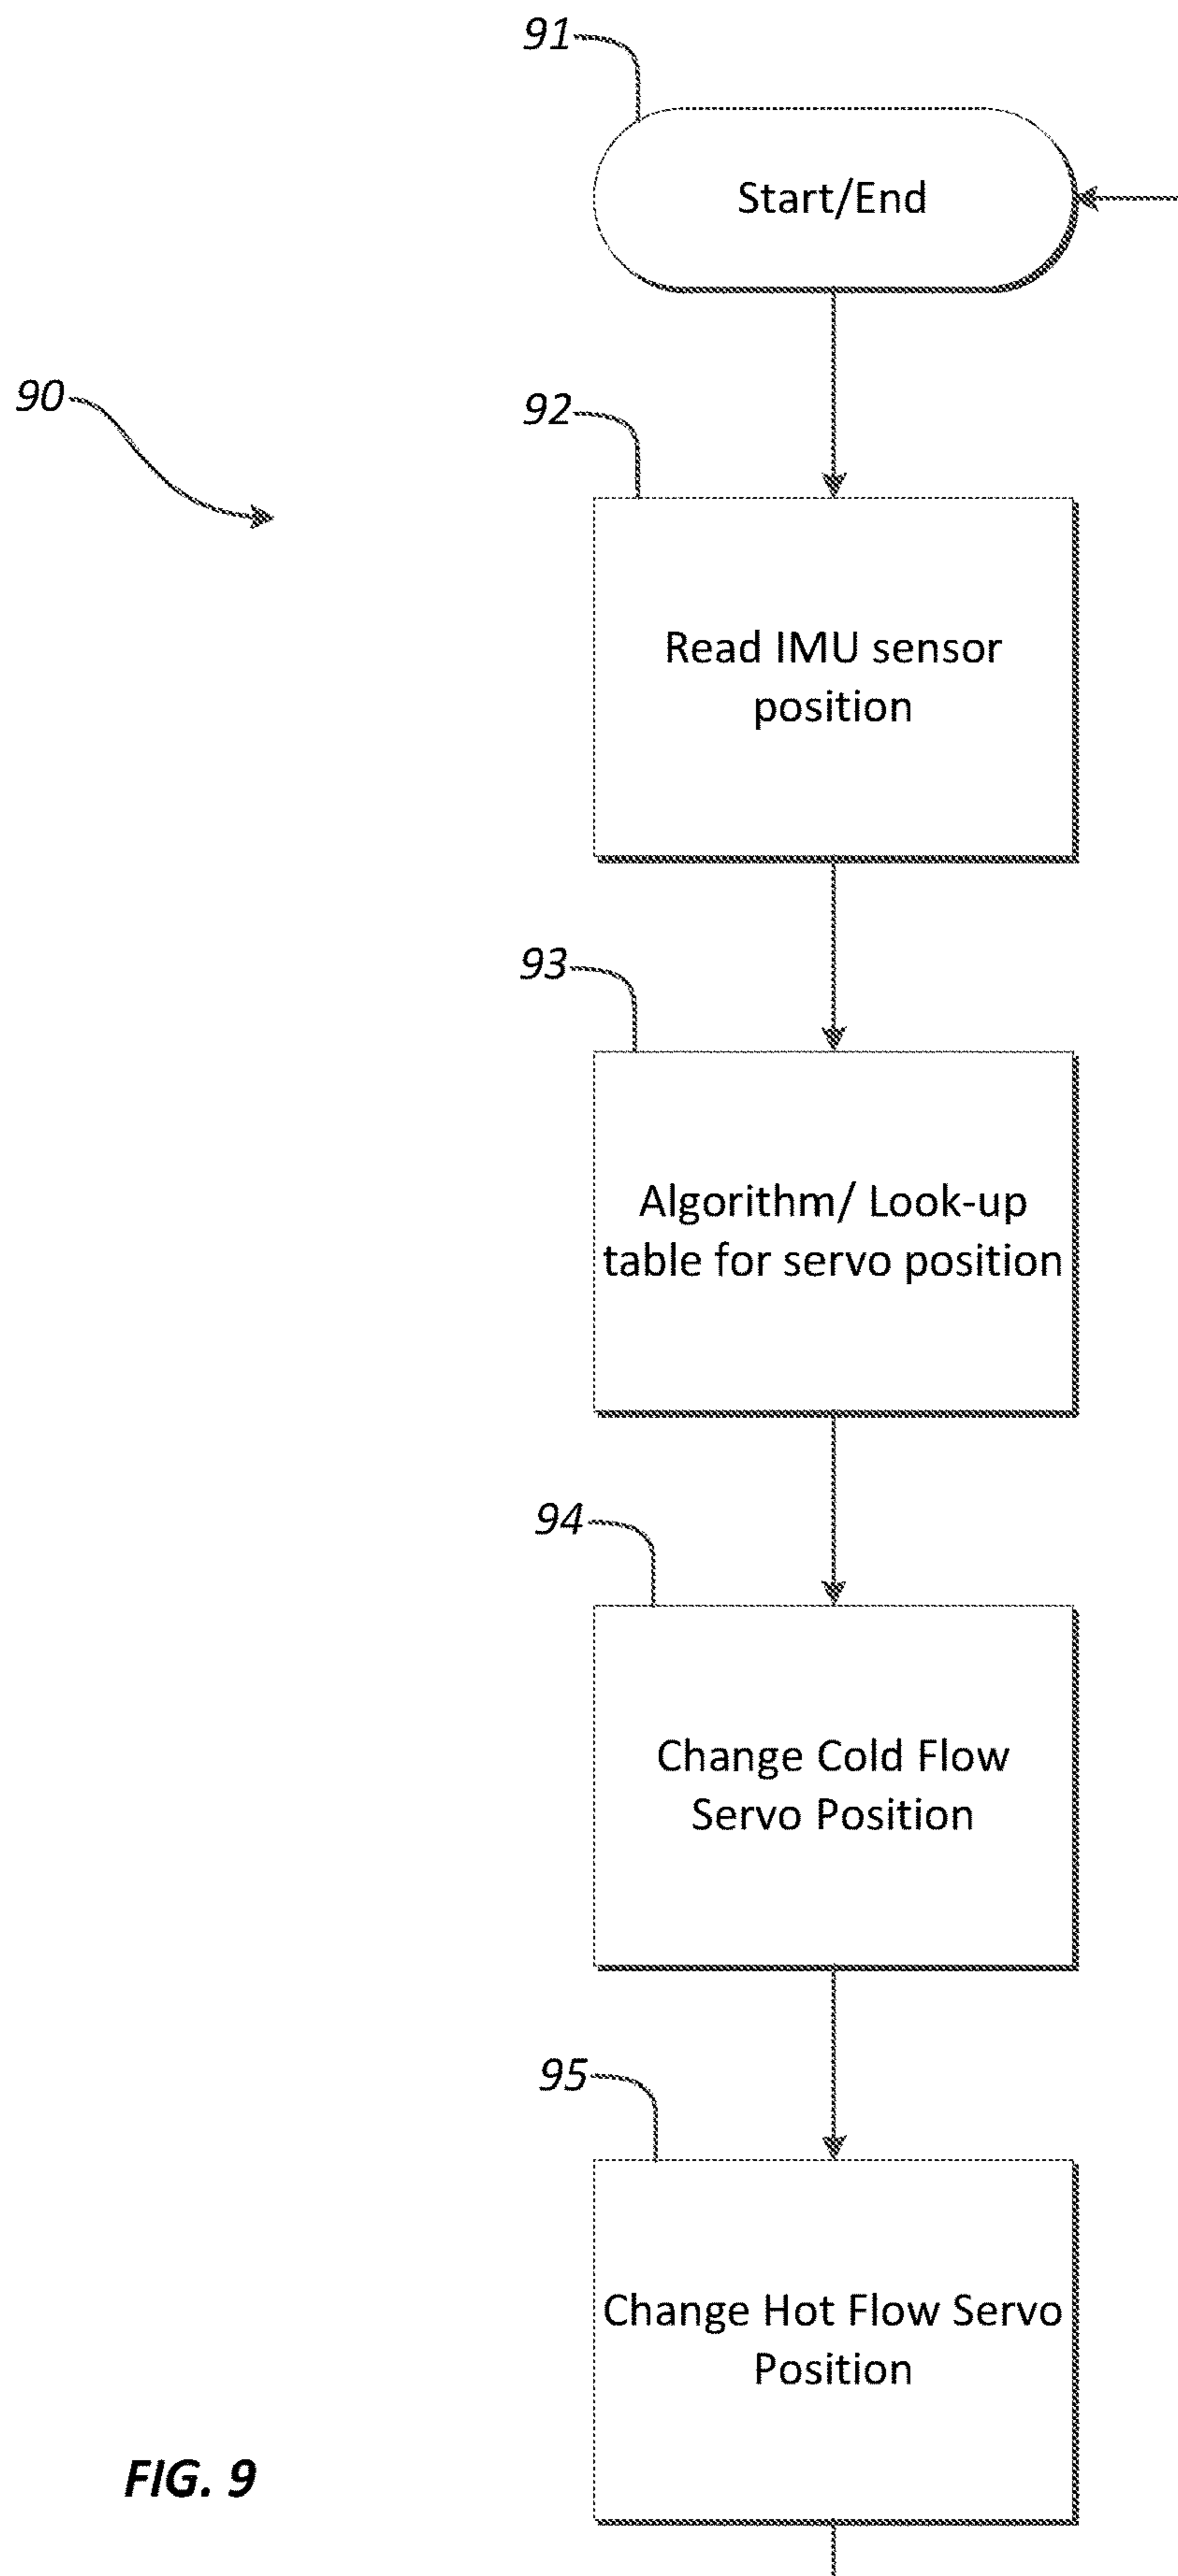 91
Start/End
90
92
Read IMU sensor
position
93
Algorithm/ Look-up
table for servo position
94
Change Cold Flow
Servo Position
95
Change Hot Flow Servo
Position
FIG. 9